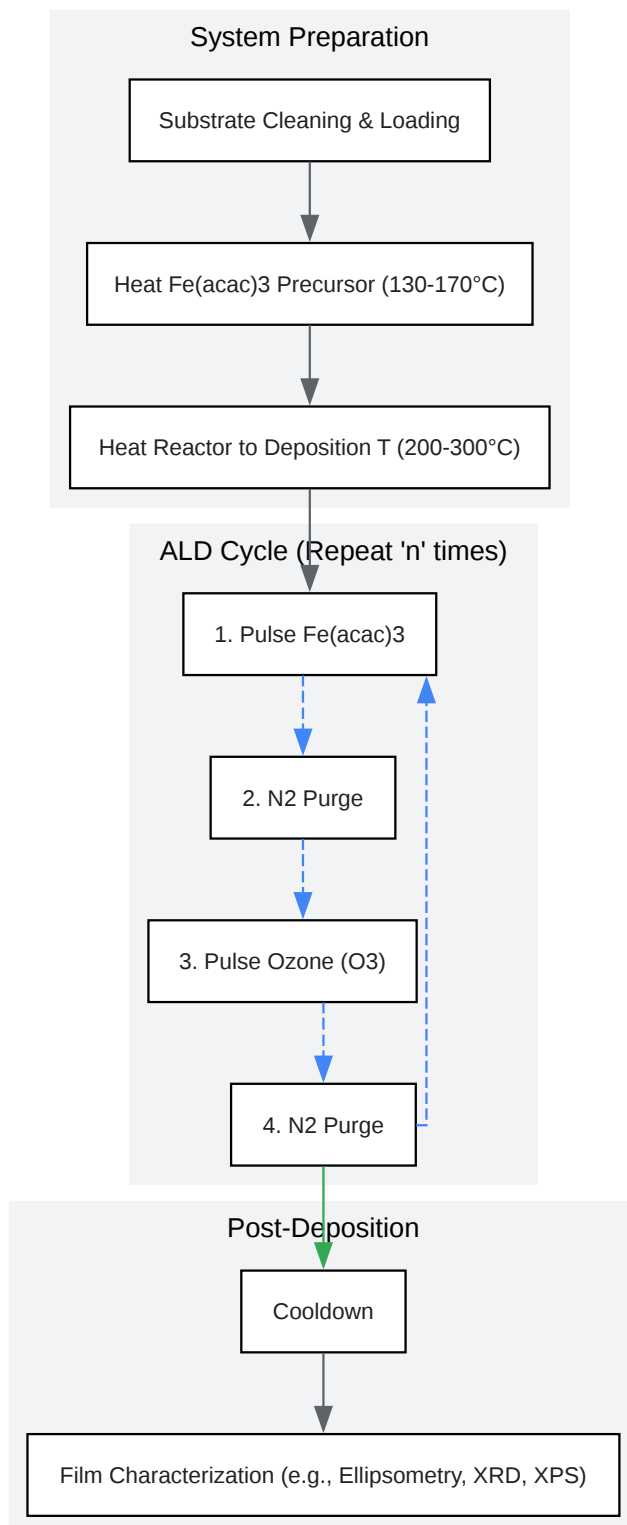 System Preparation
Substrate Cleaning & Loading
Heat Fe(acac)3 Precursor (130-170°C)
Heat Reactor to Deposition T (200-300°C)
ALD Cycle (Repeat 'n' times)
1. Pulse Fe(acac)3
2. N2 Purge
3. Pulse Ozone (O3)
4. N2 Purge
Post-Deposition
Cooldown
Film Characterization (e.g., Ellipsometry, XRD, XPS)